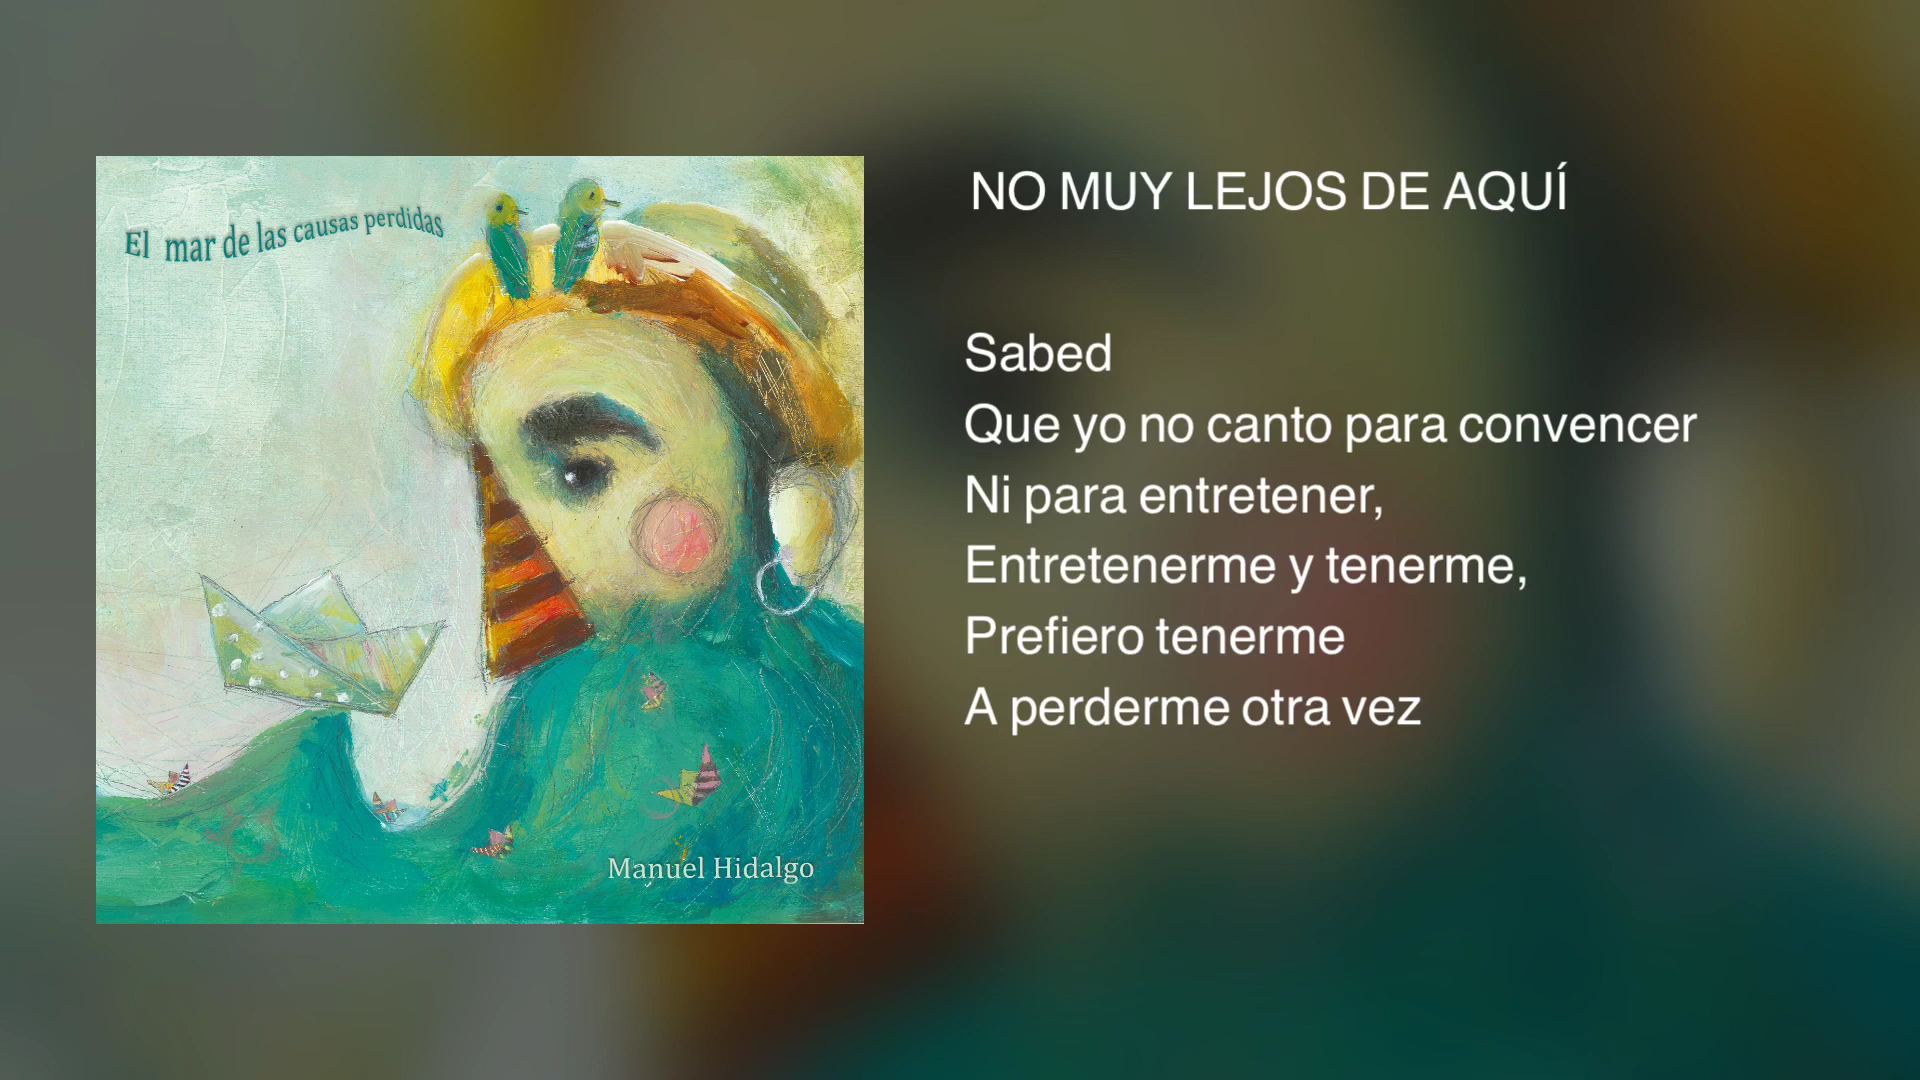 El mar de las causas perdidas
Manuel Hidalgo
NO MUY LEJOS DE AQUÍ
Sabed
Que yo no canto para convencer
Ni para entretener,
Entretenerme y tenerme,
Prefiero tenerme
A perderme otra vez